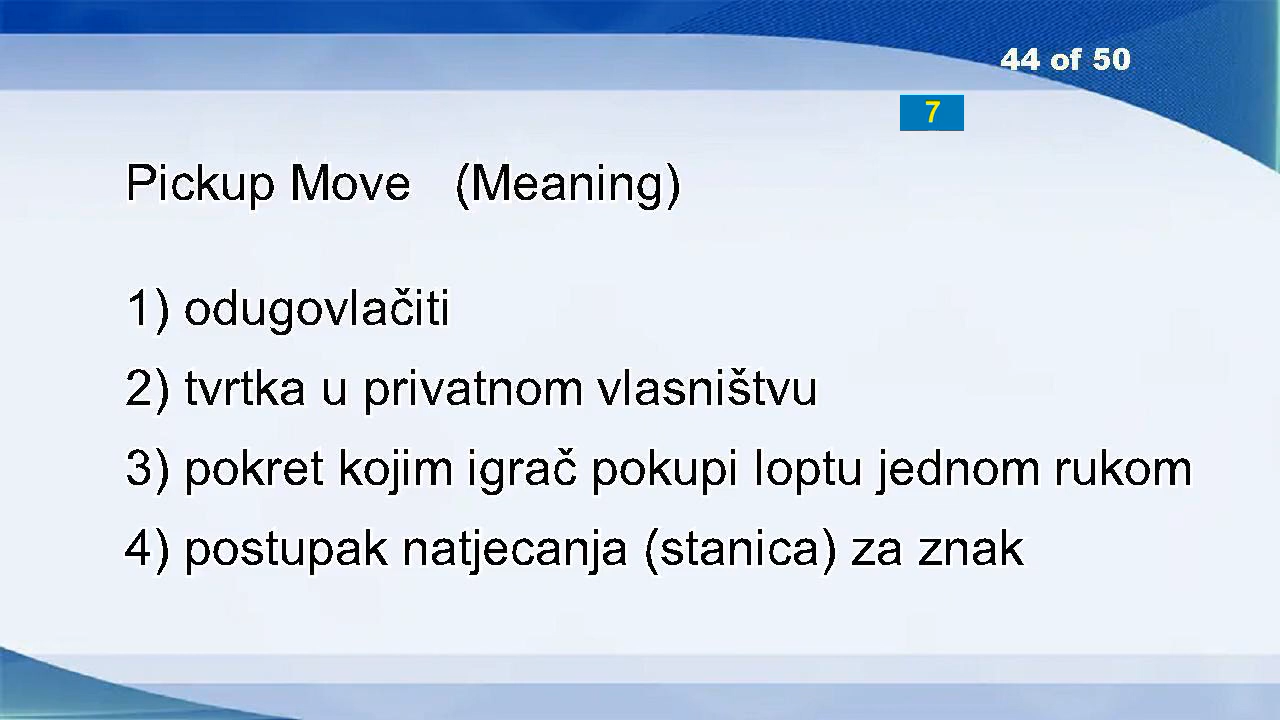 44 of 50
7
Pickup Move (Meaning)
1) odugovlačiti
2) tvrtka u privatnom vlasništvu
3) pokret kojim igrač pokupi loptu jednom rukom
4) postupak natjecanja (stanica) za znak